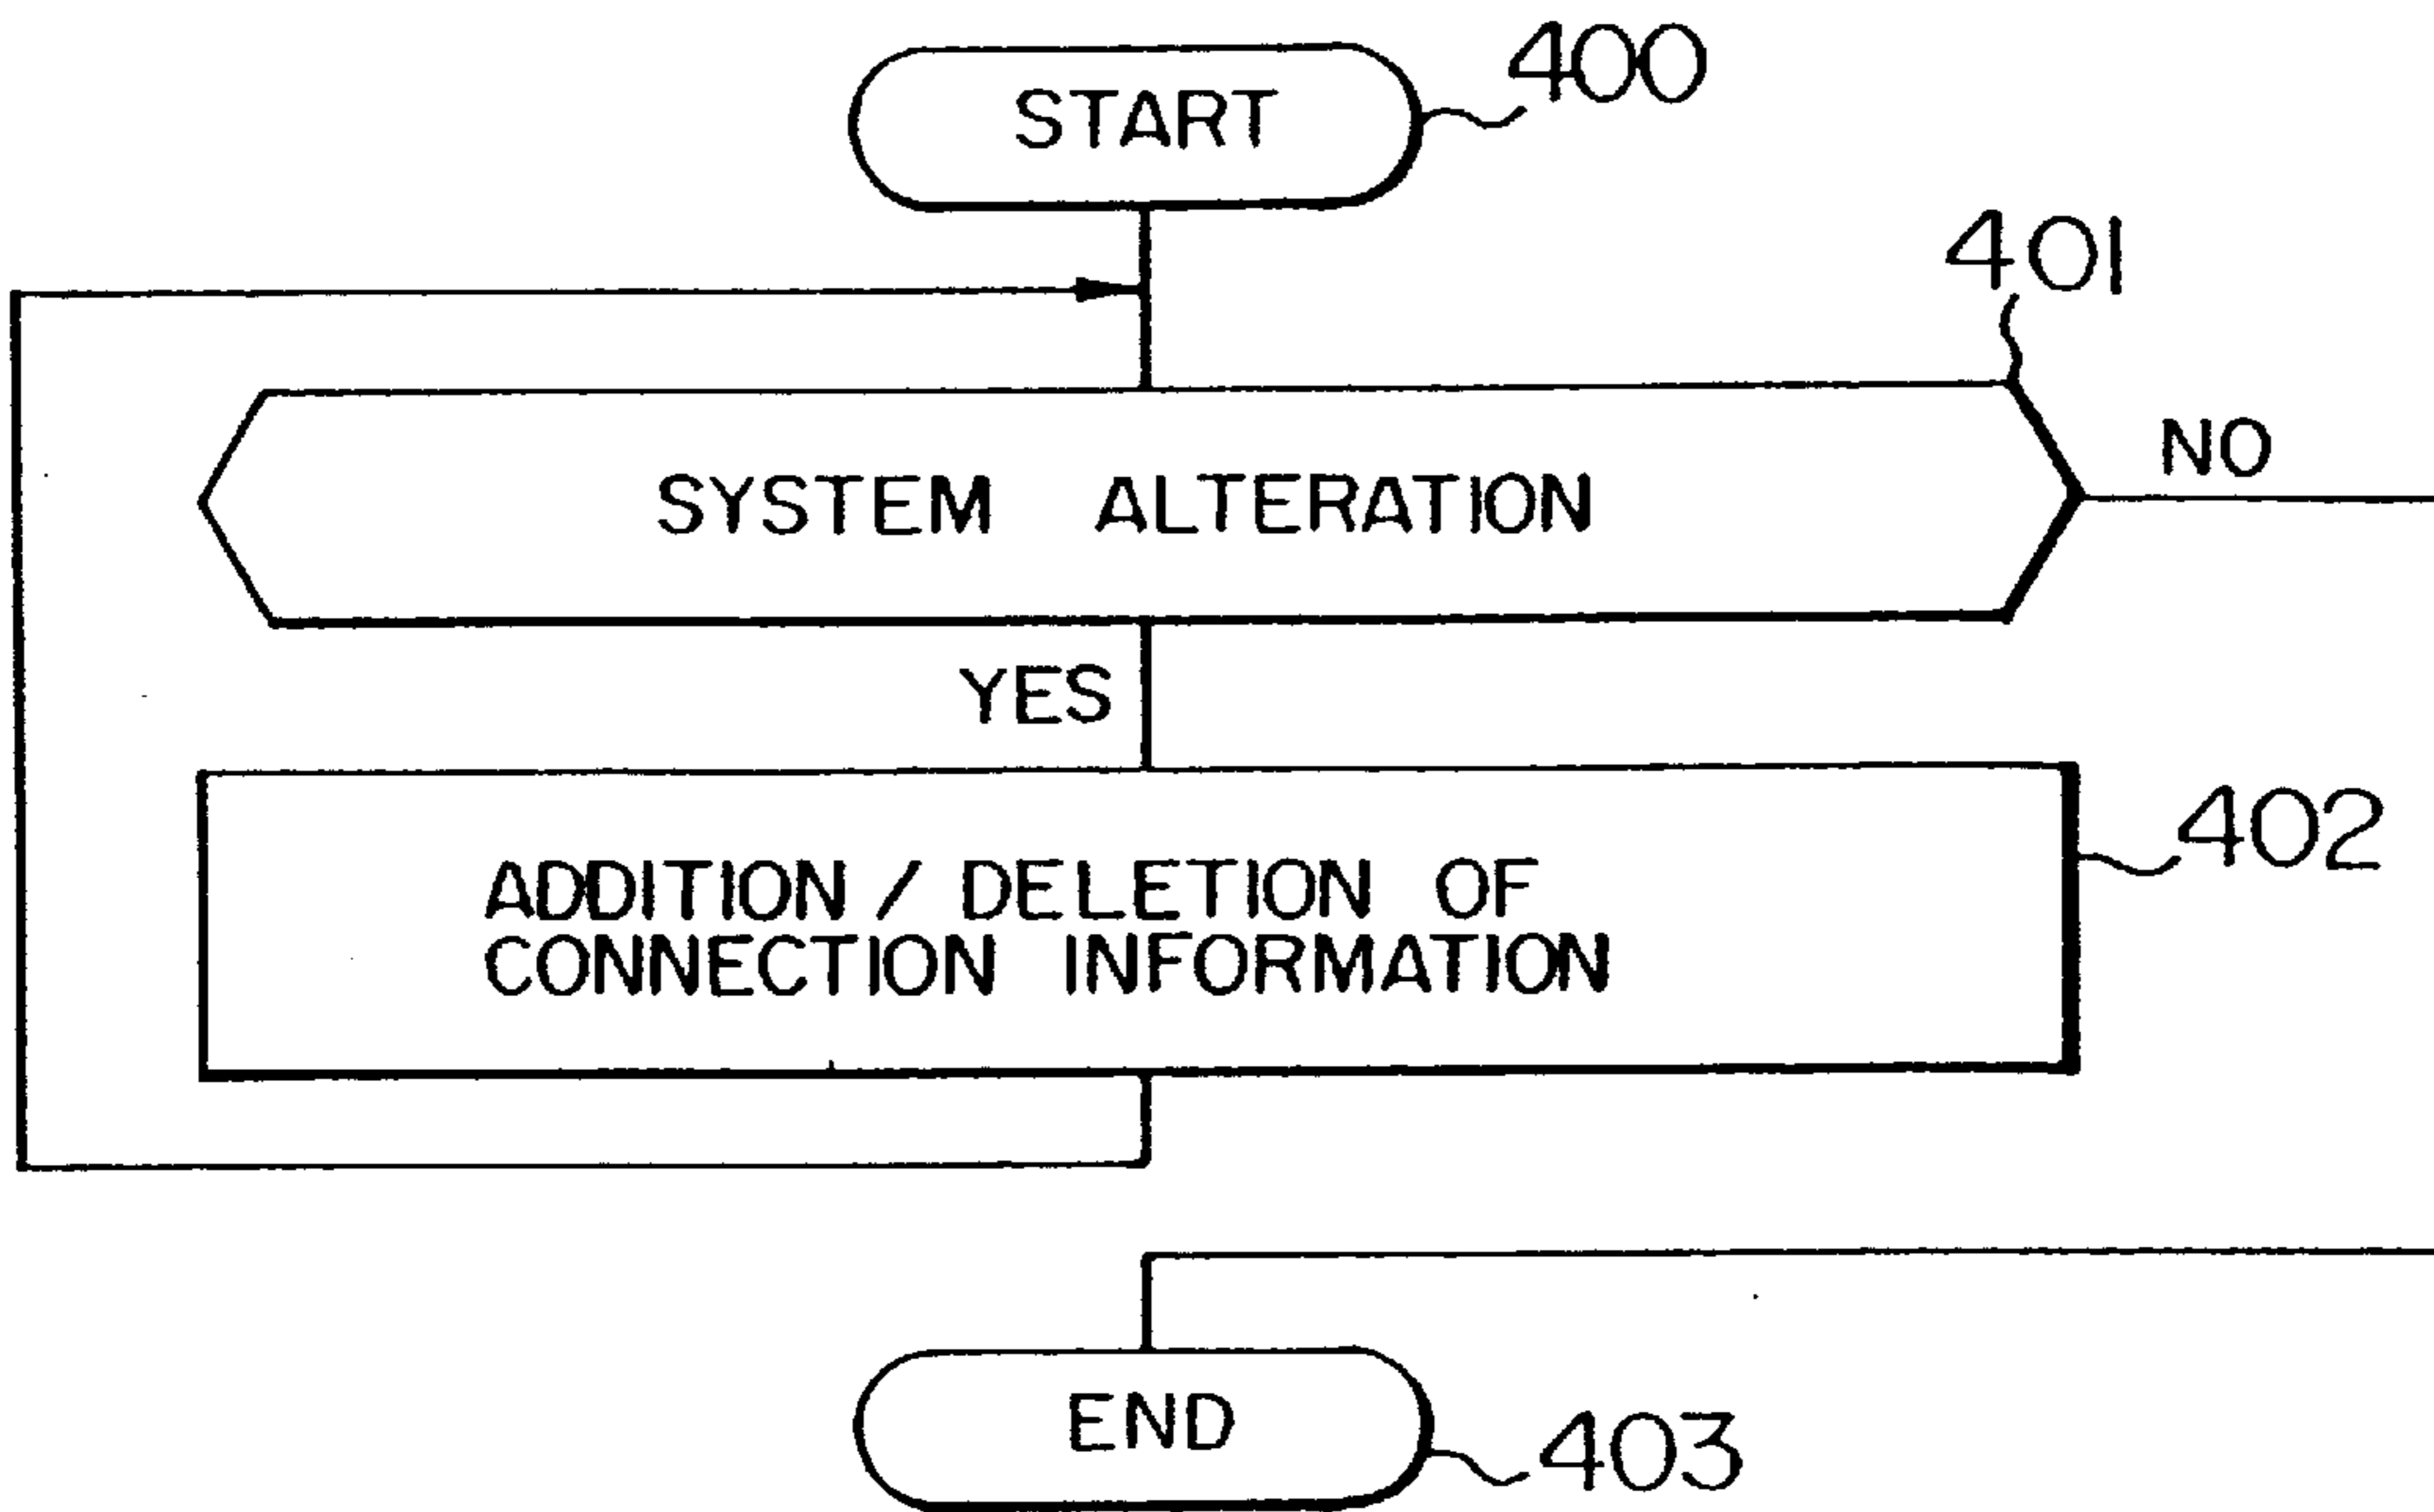 START
400
401
SYSTEM ALTERATION
NO
YES
ADDITION / DELETION OF
CONNECTION INFORMATION
402
END
403